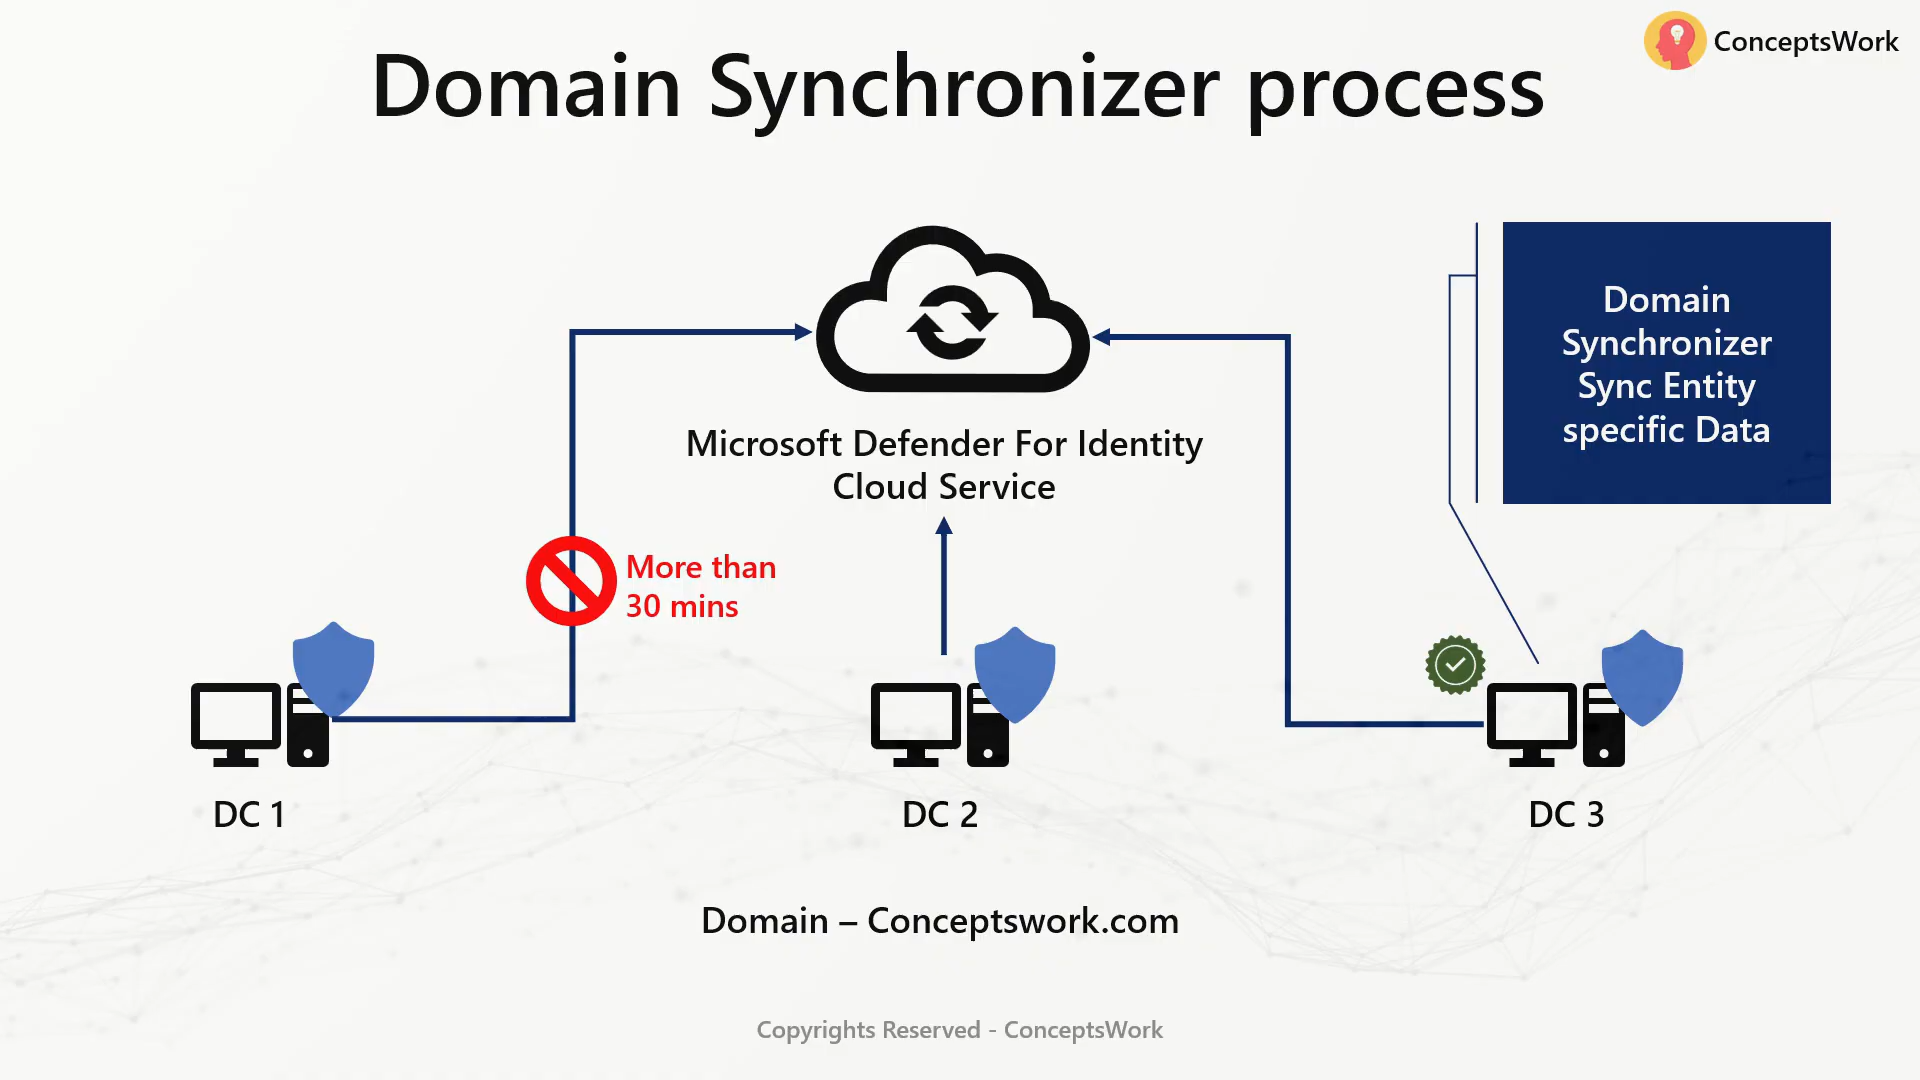 ConceptsWork
Domain Synchronizer process
Domain
Synchronizer
Sync Entity
specific Data
Microsoft Defender For Identity
Cloud Service
More than
30 mins
DC 1
DC 2
DC 3
Domain – Conceptswork.com
Copyrights Reserved - ConceptsWork